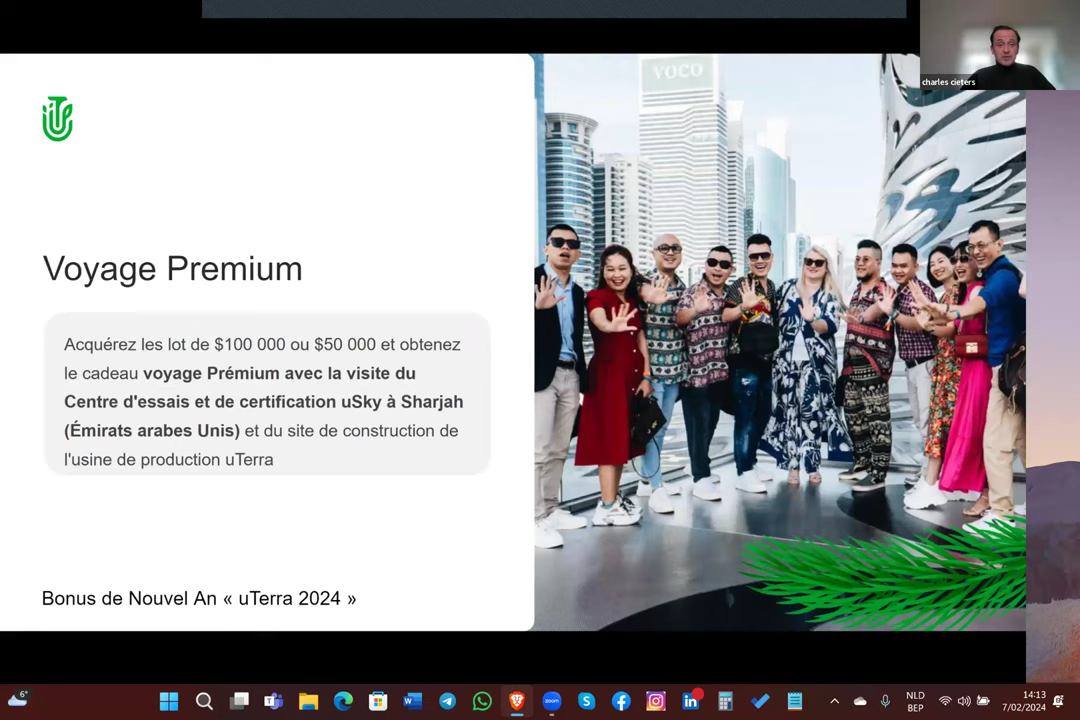 VOCO
charles cieters
Voyage Premium
Acquérez les lot de $100 000 ou $50 000 et obtenez
le cadeau voyage Prémium avec la visite du
Centre d'essais et de certification uSky à Sharjah
(Émirats arabes Unis) et du site de construction de
l'usine de production uTerra
Bonus de Nouvel An « uTerra 2024 »
6°
zoom
NLD
BEP
14:13
7/02/2024